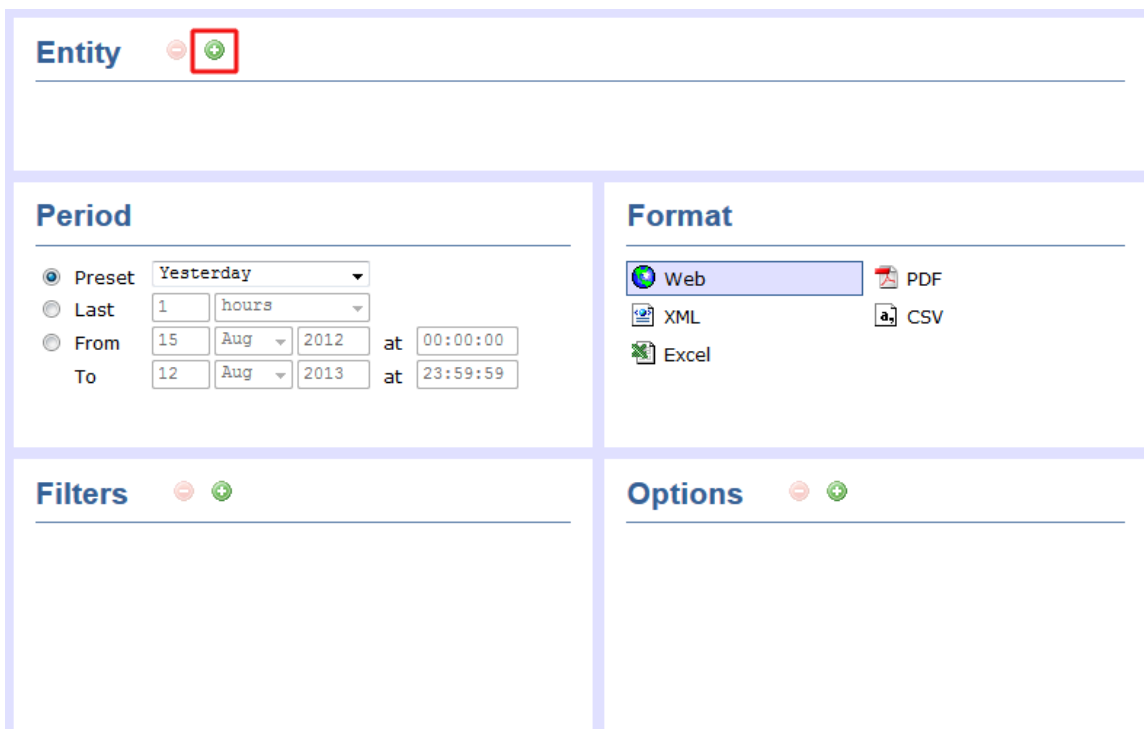 Entity
Period
Preset Yesterday
Last 1 hours
From 15 Aug 2012 at 00:00:00
To 12 Aug 2013 at 23:59:59
Format
Web PDF
XML CSV
Excel
Filters
Options